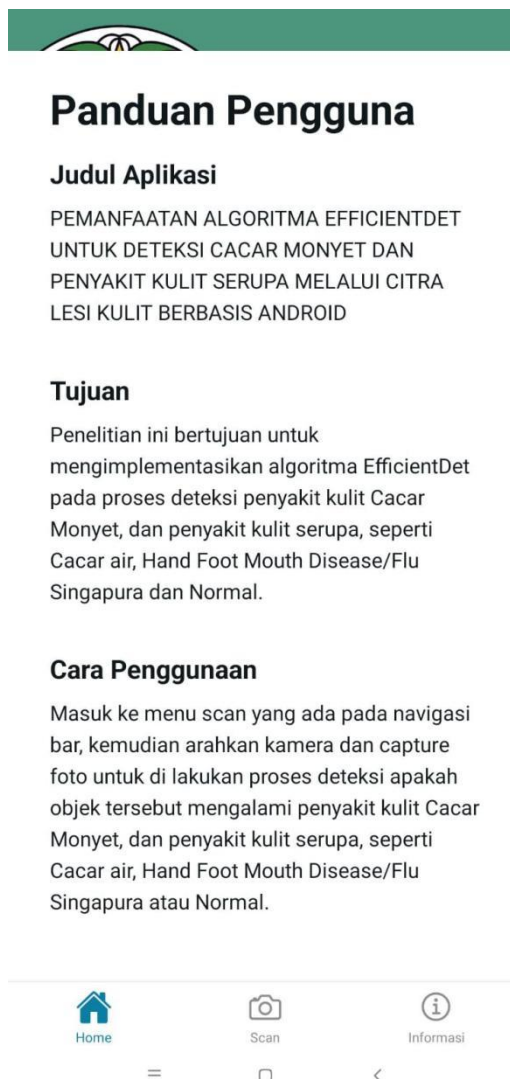 Panduan Pengguna
Judul Aplikasi
PEMANFAATAN ALGORITMA EFFICIENTDET
UNTUK DETEKSI CACAR MONYET DAN
PENYAKIT KULIT SERUPA MELALUI CITRA
LESI KULIT BERBASIS ANDROID
Tujuan
Penelitian ini bertujuan untuk
mengimplementasikan algoritma EfficientDet
pada proses deteksi penyakit kulit Cacar
Monyet, dan penyakit kulit serupa, seperti
Cacar air, Hand Foot Mouth Disease/Flu
Singapura dan Normal.
Cara Penggunaan
Masuk ke menu scan yang ada pada navigasi
bar, kemudian arahkan kamera dan capture
foto untuk di lakukan proses deteksi apakah
objek tersebut mengalami penyakit kulit Cacar
Monyet, dan penyakit kulit serupa, seperti
Cacar air, Hand Foot Mouth Disease/Flu
Singapura atau Normal.
Home Scan Informasi